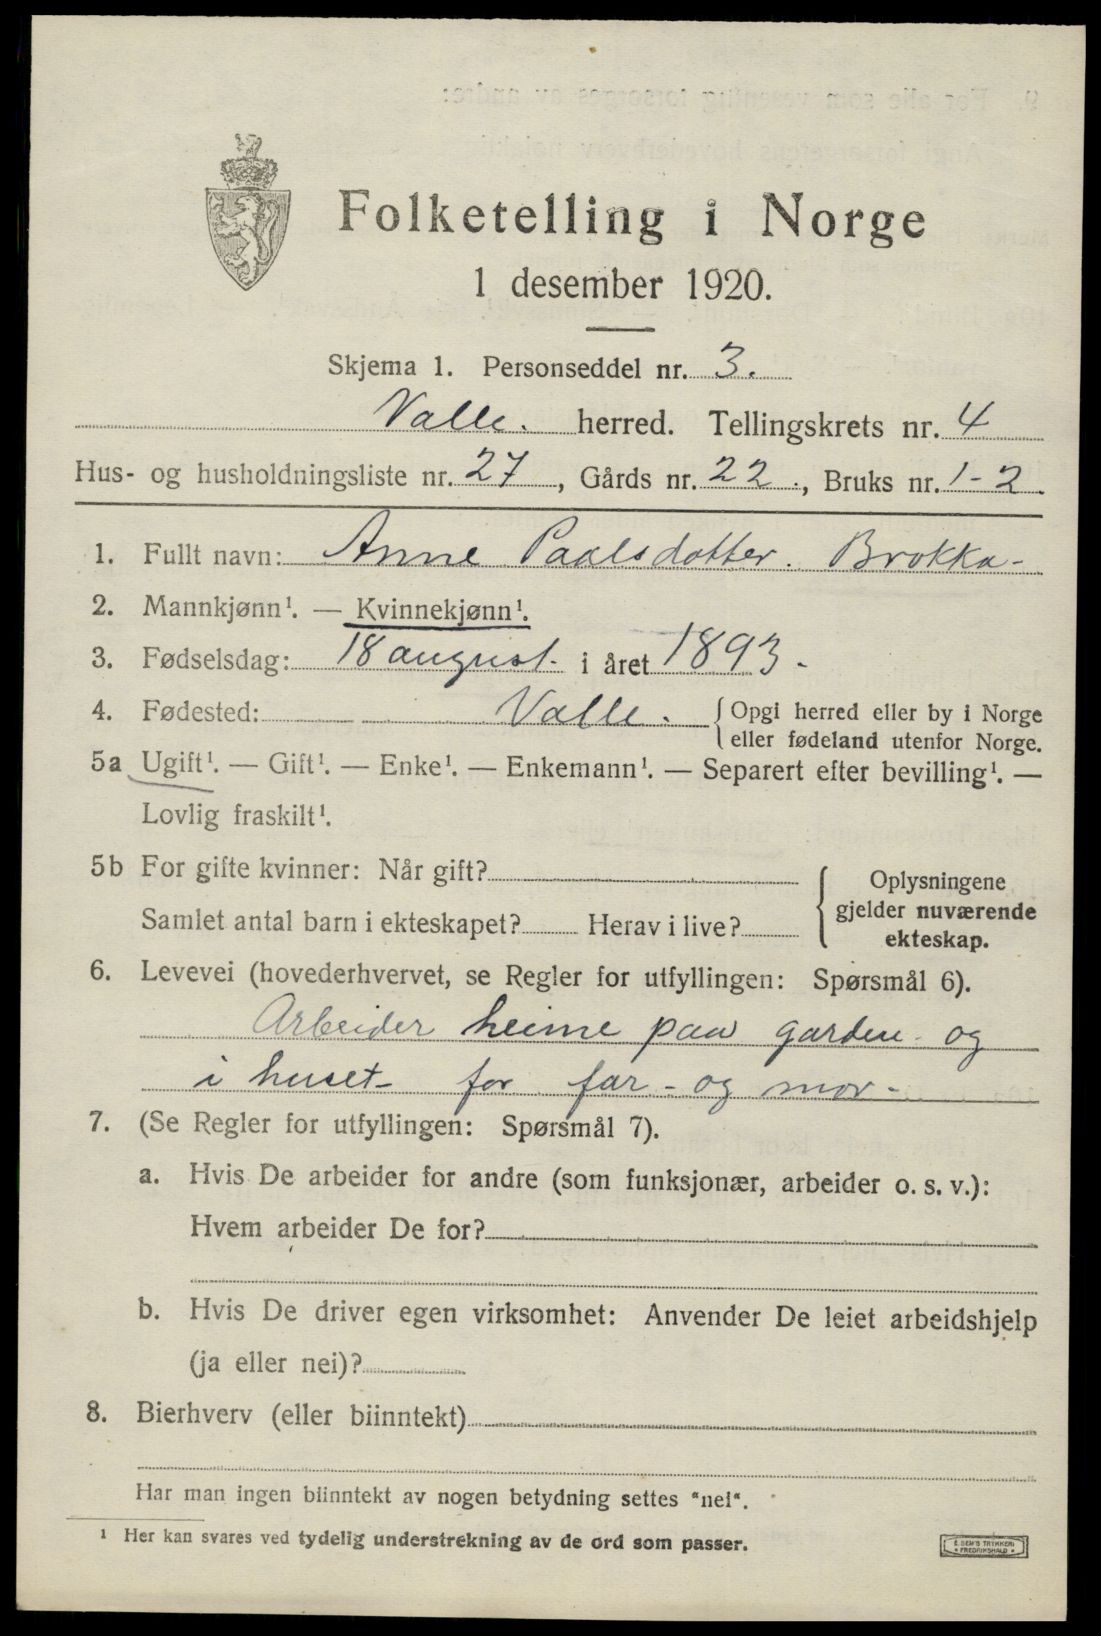 Folketelling i Norge
1 desember 1920.
Skjema 1. Personseddel nr. 3.
Valle. herred. Tellingskrets nr. 4
Hus- og husholdningsliste nr. 27, Gårds nr. 22., Bruks nr. 1-2.
1. Fullt navn: Anne Paalsdotter. Brokka-
2. Mannkjønn¹. — Kvinnekjønn¹.
3. Fødselsdag: 18 august. i året 1893.
4. Fødested: Valle. { Opgi herred eller by i Norge
eller fødeland utenfor Norge.
5a Ugift¹. — Gift¹. — Enke¹. — Enkemann¹. — Separert efter bevilling¹. —
Lovlig fraskilt¹.
5b For gifte kvinner: Når gift?
Samlet antal barn i ekteskapet? Herav i live?
{ Oplysningene
gjelder nuværende
ekteskap.
6. Levevei (hovederhvervet, se Regler for utfyllingen: Spørsmål 6).
Arbeider heime paa garden og
i huset- for far- og mor-
7. (Se Regler for utfyllingen: Spørsmål 7).
a. Hvis De arbeider for andre (som funksjonær, arbeider o. s. v.):
Hvem arbeider De for?
b. Hvis De driver egen virksomhet: Anvender De leiet arbeidshjelp
(ja eller nei)?
8. Bierhverv (eller biinntekt)
Har man ingen biinntekt av nogen betydning settes "nei".
¹ Her kan svares ved tydelig understrekning av de ord som passer.
E. SEM'S TRYKKERI
FREDRIKSHALD